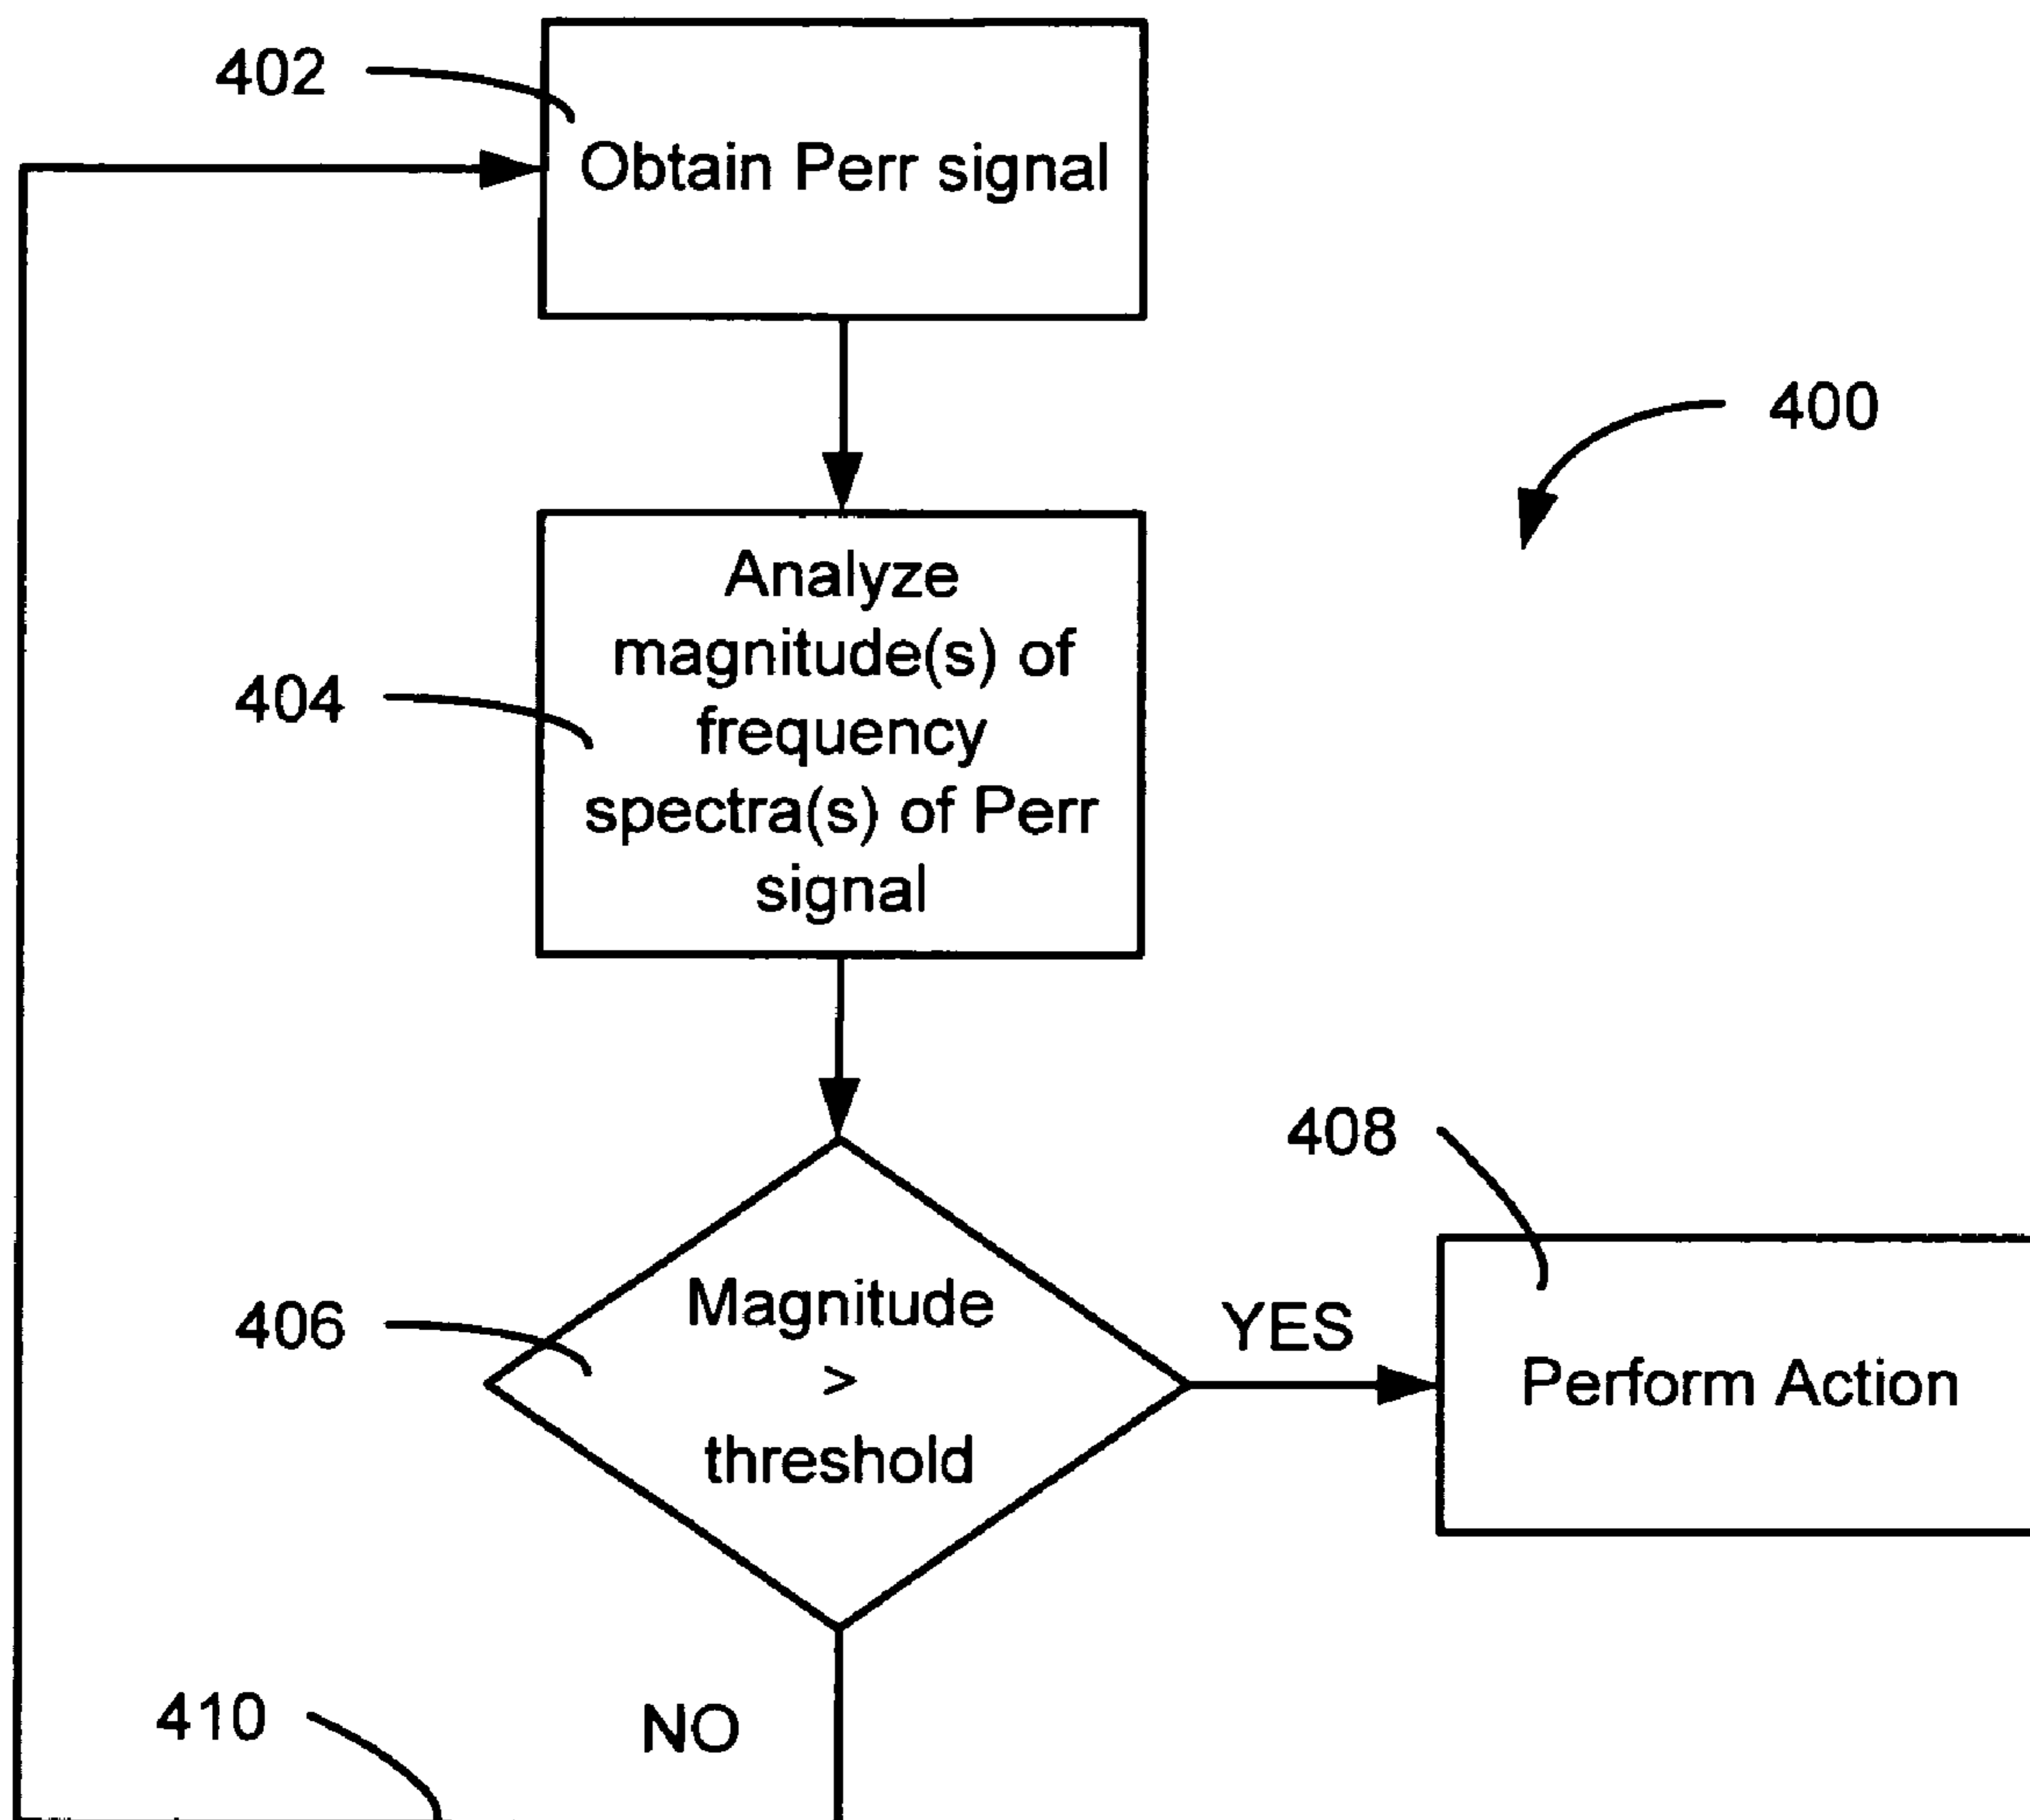 402
Obtain Perr signal
400
Analyze
magnitude(s) of
frequency
spectra(s) of Perr
signal
404
408
406
Magnitude
>
threshold
YES
Perform Action
410
NO